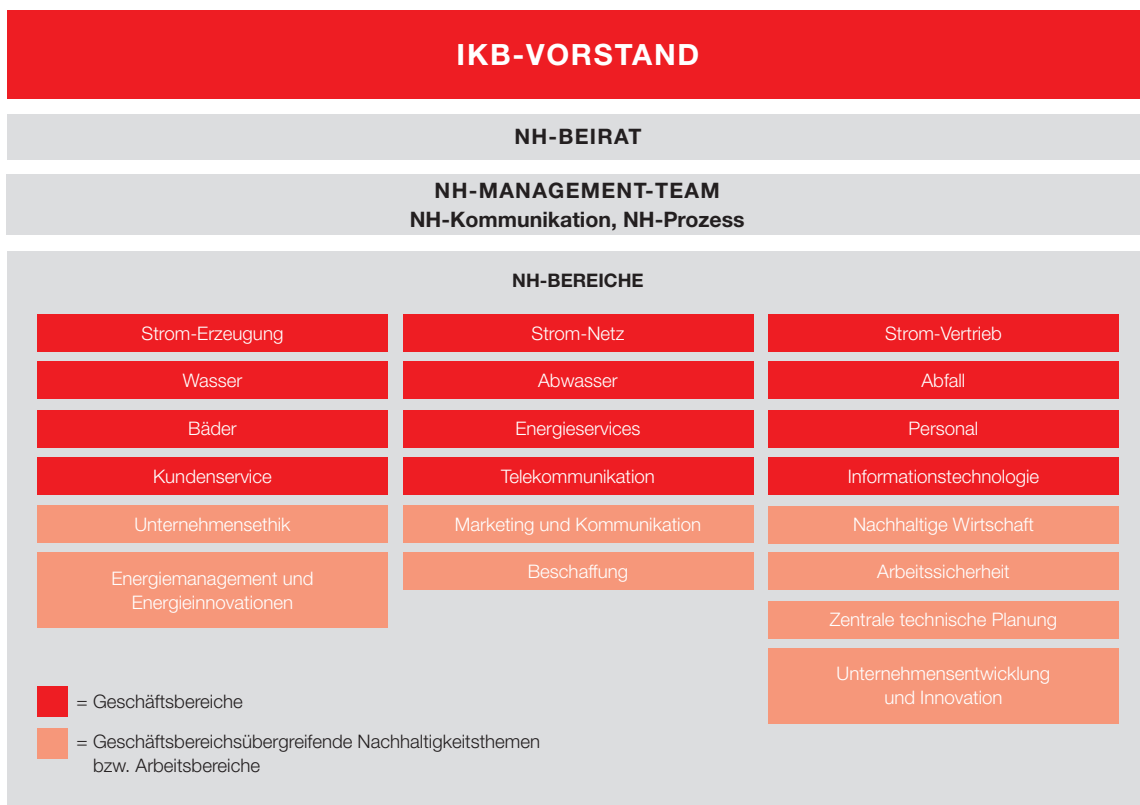 IKB-VORSTAND
NH-BEIRAT
NH-MANAGEMENT-TEAM
NH-Kommunikation, NH-Prozess
NH-BEREICHE
Strom-Erzeugung
Strom-Netz
Strom-Vertrieb
Wasser
Abwasser
Abfall
Bäder
Energieservices
Personal
Kundenservice
Telekommunikation
Informationstechnologie
Unternehmensethik
Marketing und Kommunikation
Nachhaltige Wirtschaft
Energiemanagement und
Energieinnovationen
Beschaffung
Arbeitssicherheit
Zentrale technische Planung
Unternehmensentwicklung
und Innovation
= Geschäftsbereiche
= Geschäftsbereichsübergreifende Nachhaltigkeitsthemen
bzw. Arbeitsbereiche